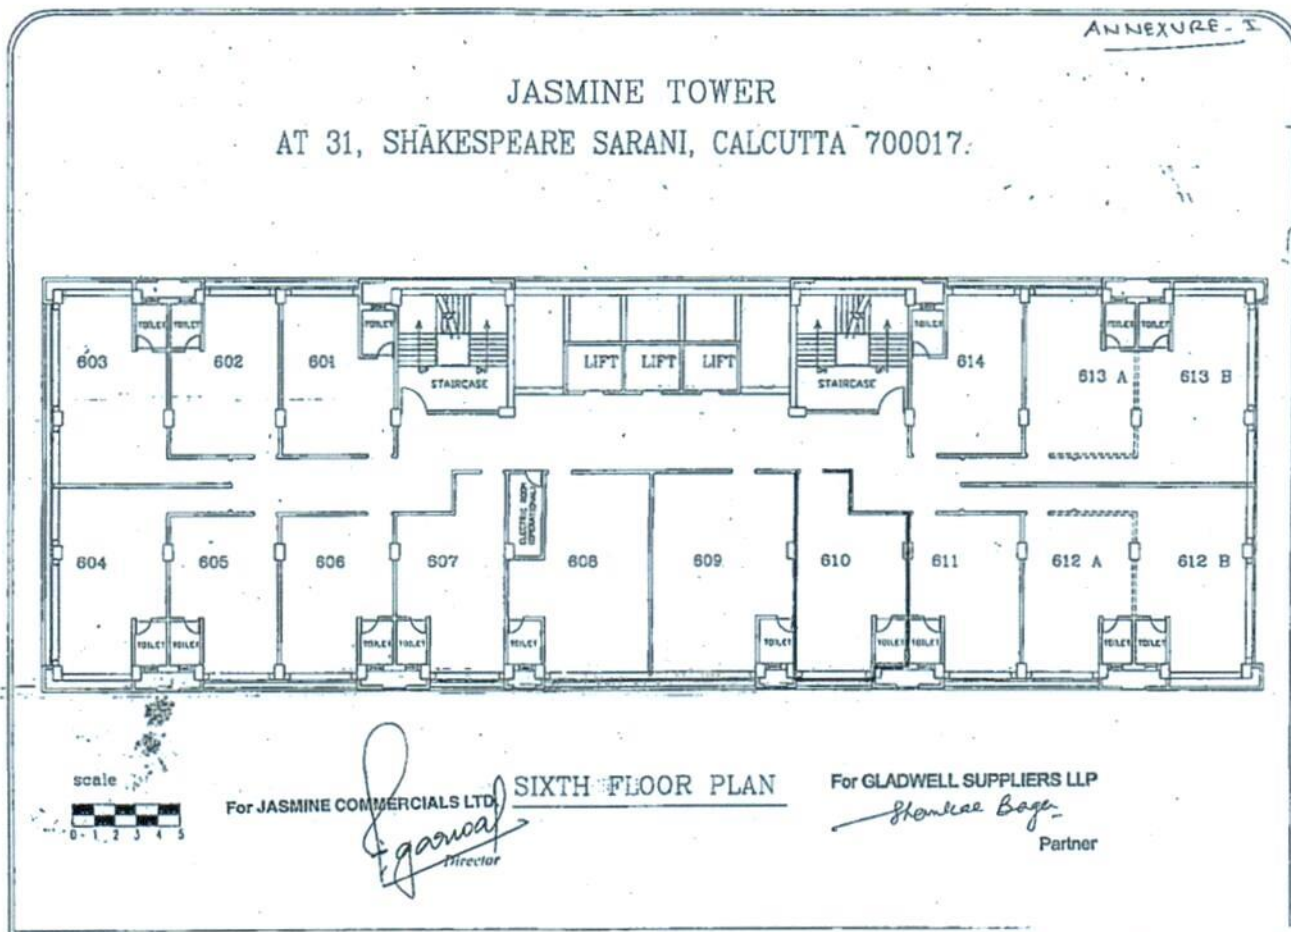 ANNEXURE - I
JASMINE TOWER
AT 31, SHAKESPEARE SARANI, CALCUTTA 700017.
TOILET TOILET TOILET TOILET TOILET TOILET
603 602 601 LIFT LIFT LIFT 614 613 A 613 B
STAIRCASE STAIRCASE
ELECTRIC ROOM
(OPERATIONAL)
604 605 606 607 608 609 610 611 612 A 612 B
TOILET TOILET TOILET TOILET TOILET TOILET TOILET TOILET TOILET TOILET
scale
0 1 2 3 4 5
SIXTH FLOOR PLAN
For JASMINE COMMERCIALS LTD.
Director
For GLADWELL SUPPLIERS LLP
Partner